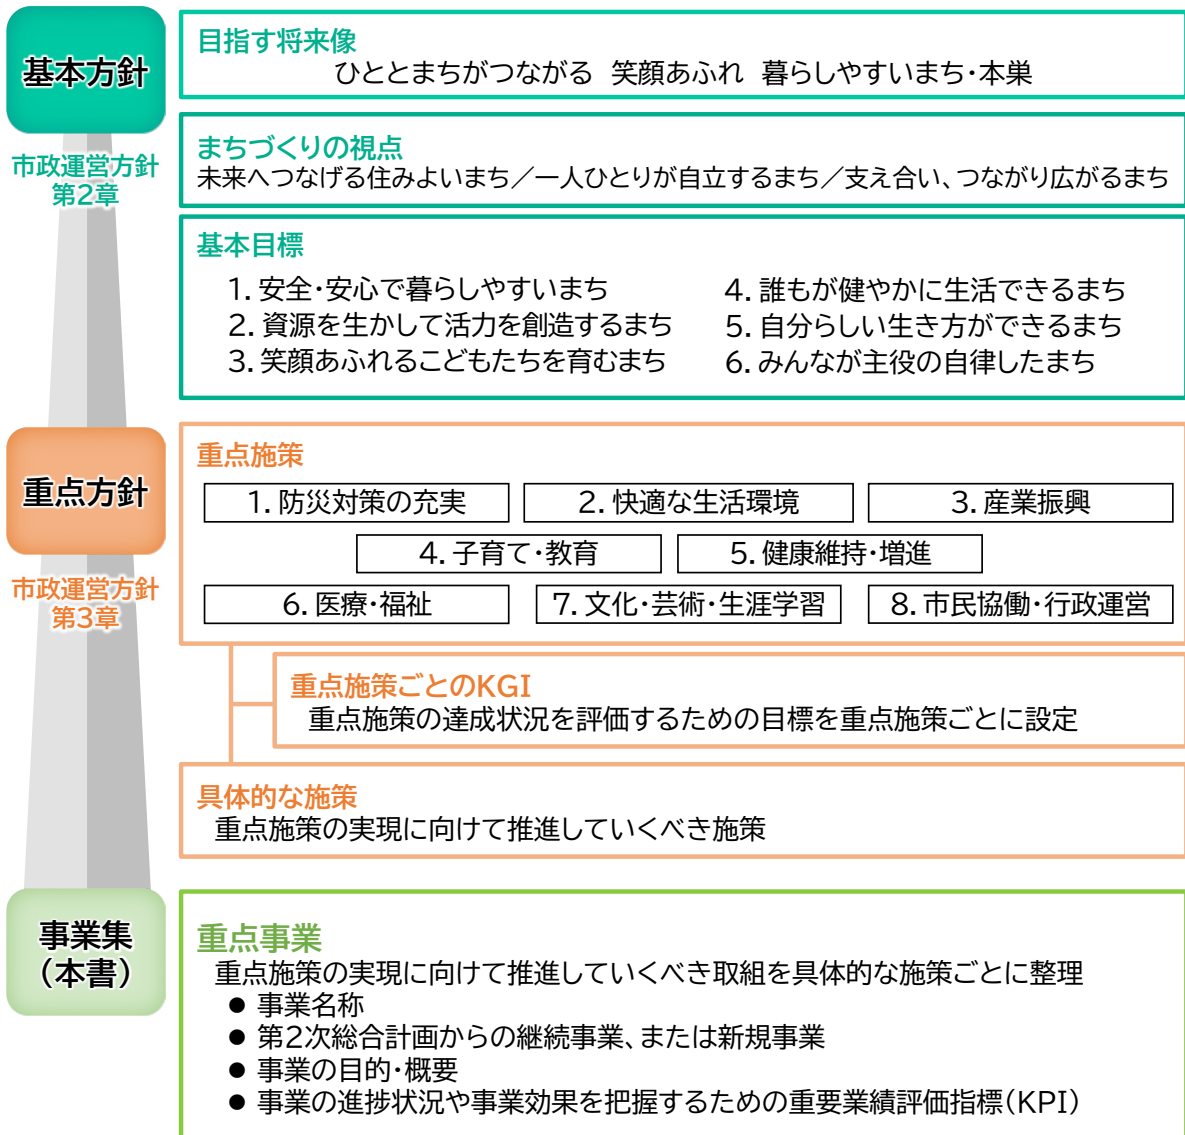 基本方針
市政運営方針
第2章
目指す将来像
ひととまちがつながる 笑顔あふれ 暮らしやすいまち・本巣
まちづくりの視点
未来へつなげる住みよいまち／一人ひとりが自立するまち／支え合い、つながり広がるまち
基本目標
1. 安全・安心で暮らしやすいまち
2. 資源を生かして活力を創造するまち
3. 笑顔あふれるこどもたちを育むまち
4. 誰もが健やかに生活できるまち
5. 自分らしい生き方ができるまち
6. みんなが主役の自律したまち
重点方針
市政運営方針
第3章
重点施策
1. 防災対策の充実
2. 快適な生活環境
3. 産業振興
4. 子育て・教育
5. 健康維持・増進
6. 医療・福祉
7. 文化・芸術・生涯学習
8. 市民協働・行政運営
重点施策ごとのKGI
重点施策の達成状況を評価するための目標を重点施策ごとに設定
具体的な施策
重点施策の実現に向けて推進していくべき施策
事業集
（本書）
重点事業
重点施策の実現に向けて推進していくべき取組を具体的な施策ごとに整理
● 事業名称
● 第2次総合計画からの継続事業、または新規事業
● 事業の目的・概要
● 事業の進捗状況や事業効果を把握するための重要業績評価指標（KPI）